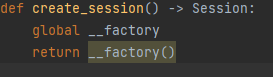 def create_session() -> Session:
    global __factory
    return __factory()